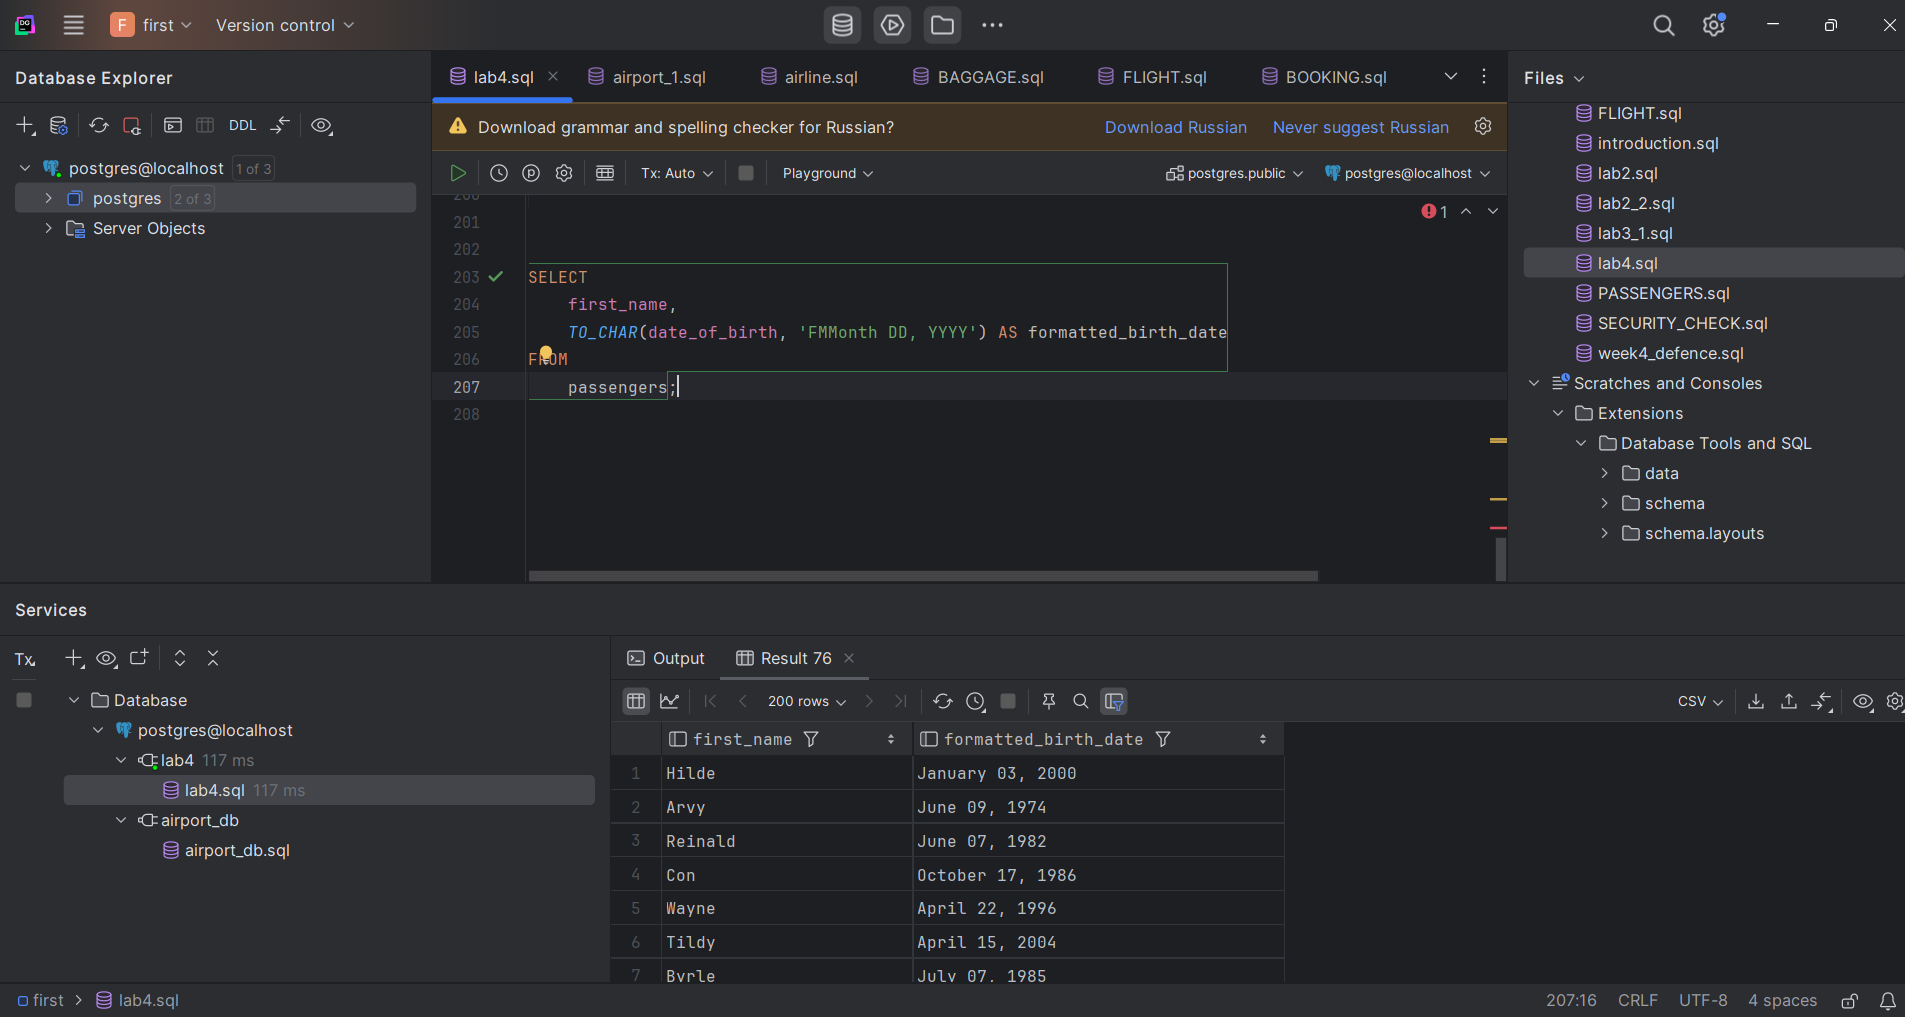 F first Version control
Database Explorer
DDL
postgres@localhost 1 of 3
postgres 2 of 3
Server Objects
lab4.sql airport_1.sql airline.sql BAGGAGE.sql FLIGHT.sql BOOKING.sql
Download grammar and spelling checker for Russian? Download Russian Never suggest Russian
Tx: Auto Playground postgres.public postgres@localhost
1
200
201
202
203 SELECT
204 first_name,
205 TO_CHAR(date_of_birth, 'FMMonth DD, YYYY') AS formatted_birth_date
206 FROM
207 passengers;
208
Files
FLIGHT.sql
introduction.sql
lab2.sql
lab2_2.sql
lab3_1.sql
lab4.sql
PASSENGERS.sql
SECURITY_CHECK.sql
week4_defence.sql
Scratches and Consoles
Extensions
Database Tools and SQL
data
schema
schema.layouts
Services
Tx
Database
postgres@localhost
lab4 117 ms
lab4.sql 117 ms
airport_db
airport_db.sql
Output Result 76
200 rows CSV
first_name formatted_birth_date
1 Hilde January 03, 2000
2 Arvy June 09, 1974
3 Reinald June 07, 1982
4 Con October 17, 1986
5 Wayne April 22, 1996
6 Tildy April 15, 2004
7 Byrle July 07, 1985
first lab4.sql
207:16 CRLF UTF-8 4 spaces